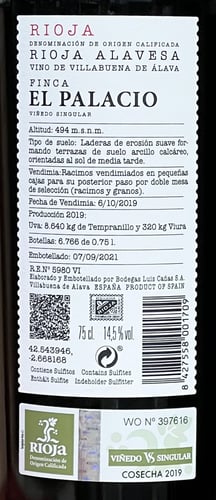 RIOJA
DENOMINACIÓN DE ORIGEN CALIFICADA
RIOJA ALAVESA
VINO DE VILLABUENA DE ÁLAVA
FINCA
EL PALACIO
VIÑEDO SINGULAR
Altitud: 494 m.s.n.m.
Tipo de suelo: Laderas de erosión suave formando terrazas de suelo arcillo calcáreo, orientadas al sol de media tarde.
Vendimia:Racimos vendimiados en pequeñas cajas para su posterior paso por doble mesa de selección (racimos y granos).
Fecha de Vendimia: 6/10/2019
Producción 2019:
Uva: 8.640 kg de Tempranillo y 320 kg Viura
Botellas: 6.766 de 0.75 l.
Embotellado: 07/09/2021
R.E.Nº 5980 VI
Elaborado y Embotellado por Bodegas Luis Cañas S.A.
Villabuena de Alava ESPAÑA PRODUCT OF SPAIN
75 cl. 14,5% vol.
8 427558 001709
42.543946,
-2.668168
Contiene Sulfitos Contains Sulfites
Enthält Sulfite Indeholder Sulfitter
WO Nº 397616
Rioja
Denominación de Origen Calificada
VIÑEDO VS SINGULAR
COSECHA 2019